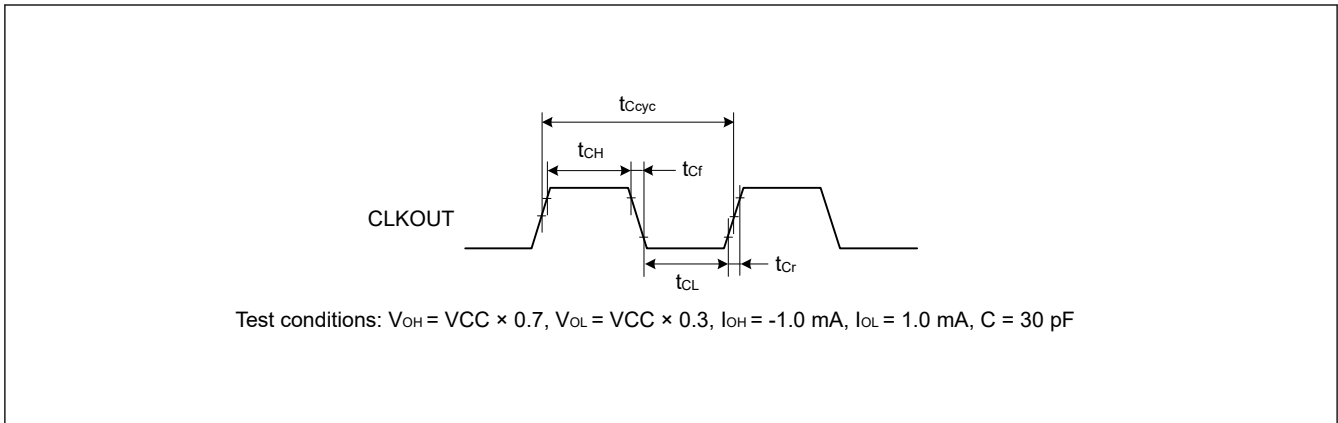 tCcyc
tCH
tCf
CLKOUT
tCL
tCr
Test conditions: VOH = VCC × 0.7, VOL = VCC × 0.3, IOH = -1.0 mA, IOL = 1.0 mA, C = 30 pF